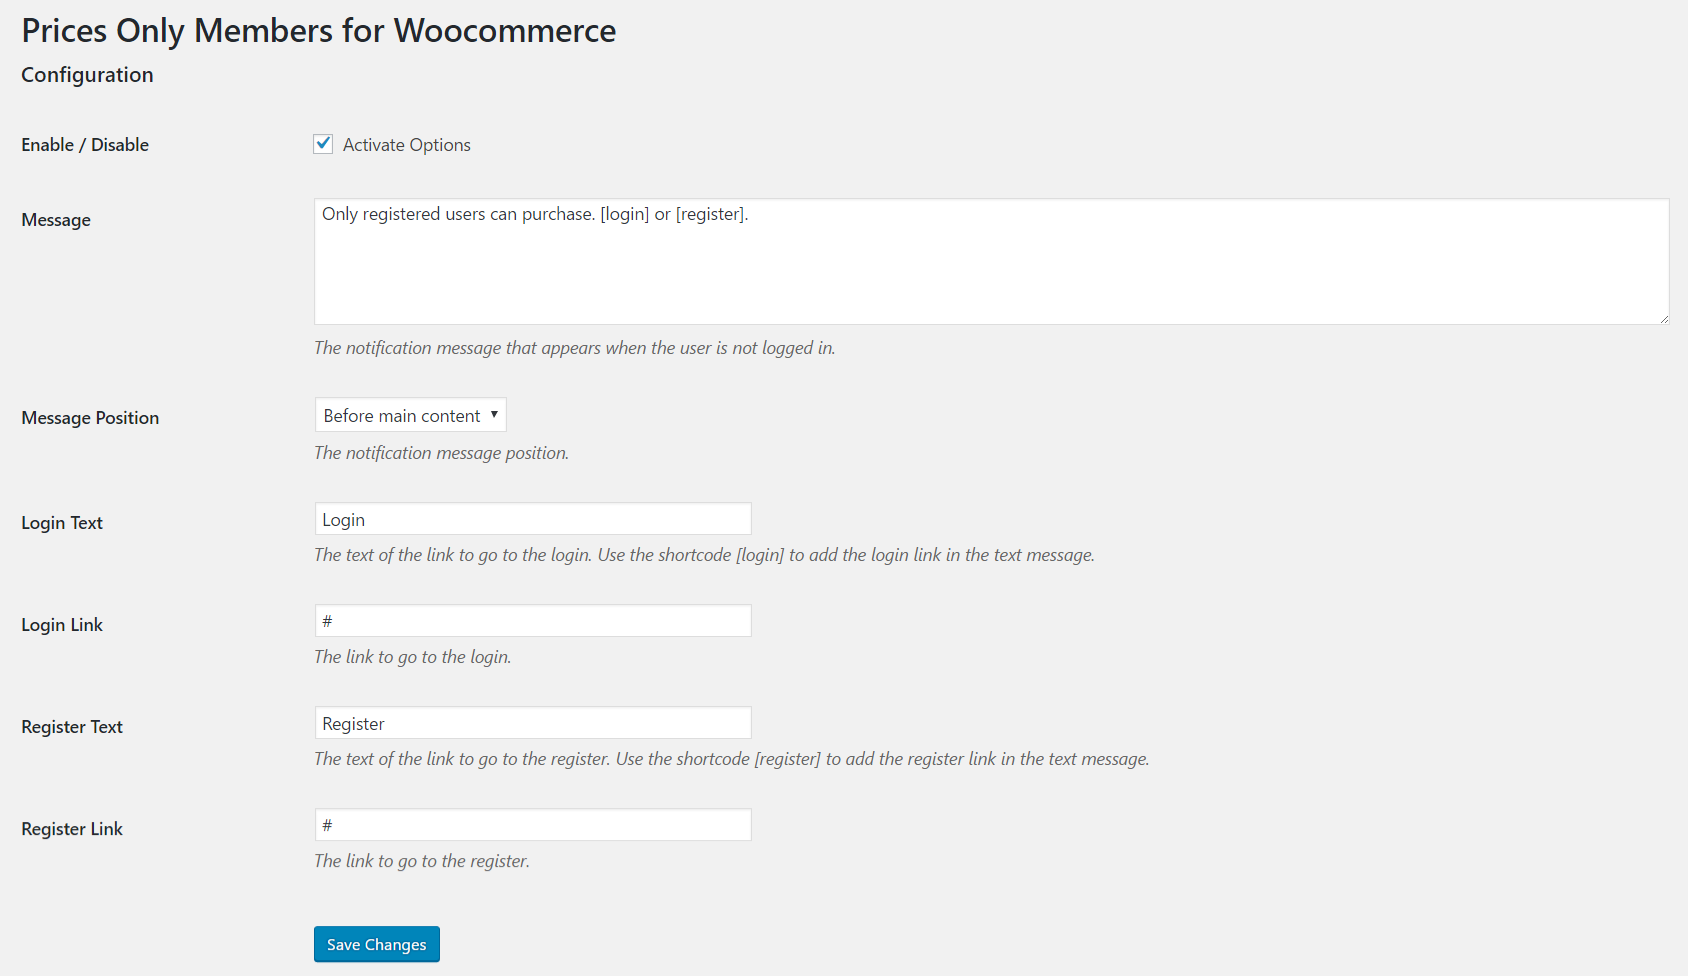 Prices Only Members for Woocommerce
Configuration
Enable / Disable
Activate Options
Message
Only registered users can purchase. [login] or [register].
The notification message that appears when the user is not logged in.
Message Position
Before main content
The notification message position.
Login Text
Login
The text of the link to go to the login. Use the shortcode [login] to add the login link in the text message.
Login Link
#
The link to go to the login.
Register Text
Register
The text of the link to go to the register. Use the shortcode [register] to add the register link in the text message.
Register Link
#
The link to go to the register.
Save Changes